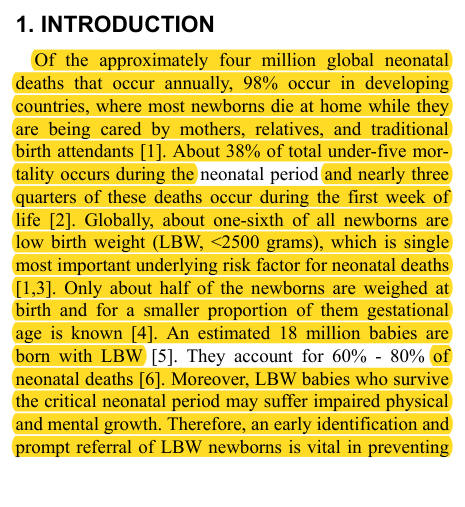 1. INTRODUCTION
Of the approximately four million global neonatal
deaths that occur annually, 98% occur in developing
countries, where most newborns die at home while they
are being cared by mothers, relatives, and traditional
birth attendants [1]. About 38% of total under-five mor-
tality occurs during the neonatal period and nearly three
quarters of these deaths occur during the first week of
life [2]. Globally, about one-sixth of all newborns are
low birth weight (LBW, <2500 grams), which is single
most important underlying risk factor for neonatal deaths
[1,3]. Only about half of the newborns are weighed at
birth and for a smaller proportion of them gestational
age is known [4]. An estimated 18 million babies are
born with LBW [5]. They account for 60% - 80% of
neonatal deaths [6]. Moreover, LBW babies who survive
the critical neonatal period may suffer impaired physical
and mental growth. Therefore, an early identification and
prompt referral of LBW newborns is vital in preventing